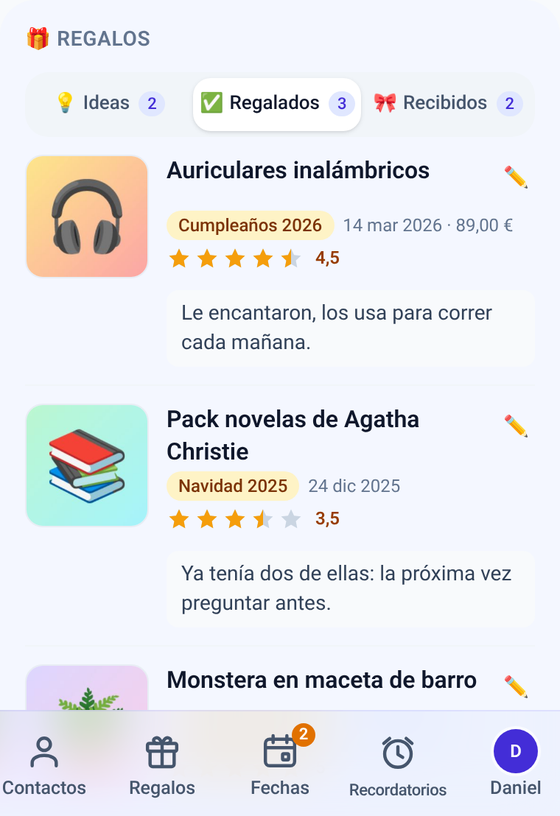 🎁 REGALOS
💡 Ideas 2 ✅ Regalados 3 🎀 Recibidos 2
Auriculares inalámbricos ✏️
Cumpleaños 2026 14 mar 2026 · 89,00 €
4,5
Le encantaron, los usa para correr
cada mañana.
Pack novelas de Agatha
Christie ✏️
Navidad 2025 24 dic 2025
3,5
Ya tenía dos de ellas: la próxima vez
preguntar antes.
Monstera en maceta de barro ✏️
2
D
Contactos Regalos Fechas Recordatorios Daniel